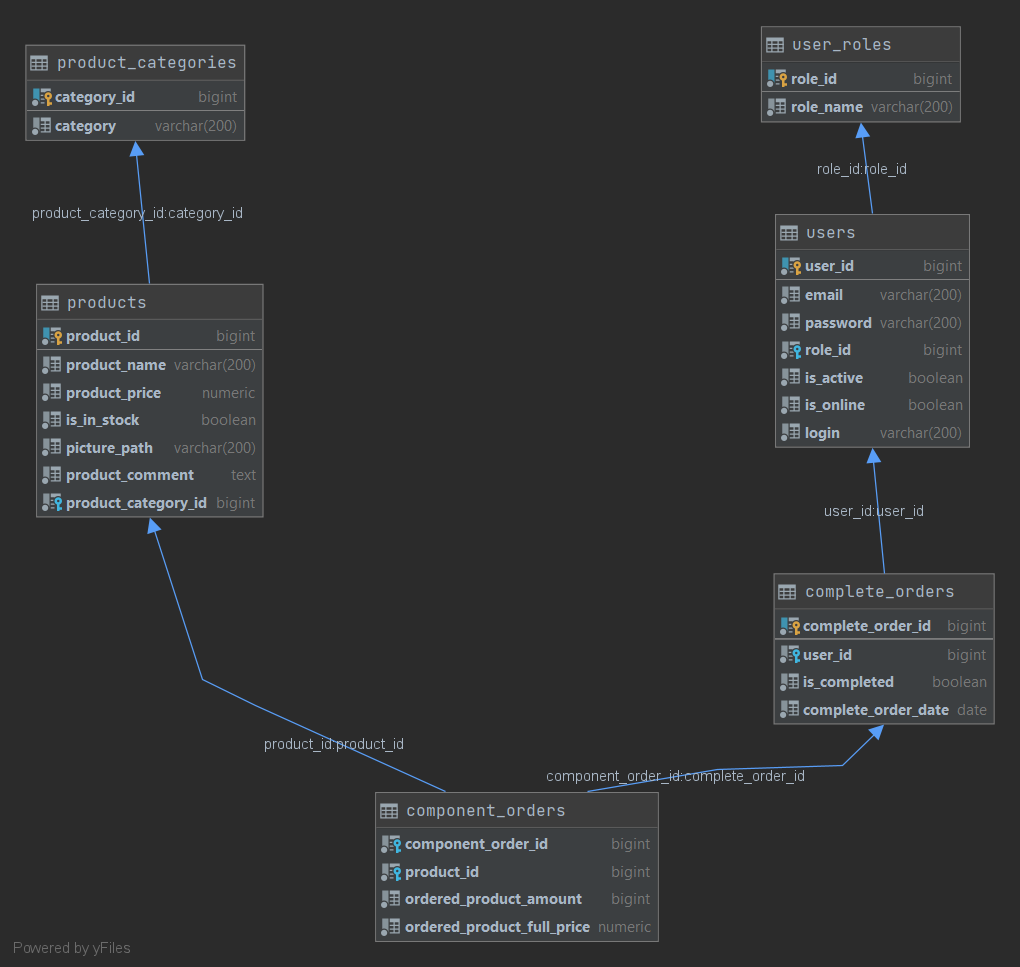 product_categories
category_id bigint
category varchar(200)
product_category_id:category_id
products
product_id bigint
product_name varchar(200)
product_price numeric
is_in_stock boolean
picture_path varchar(200)
product_comment text
product_category_id bigint
user_roles
role_id bigint
role_name varchar(200)
role_id:role_id
users
user_id bigint
email varchar(200)
password varchar(200)
role_id bigint
is_active boolean
is_online boolean
login varchar(200)
user_id:user_id
complete_orders
complete_order_id bigint
user_id bigint
is_completed boolean
complete_order_date date
product_id:product_id
component_order_id:complete_order_id
component_orders
component_order_id bigint
product_id bigint
ordered_product_amount bigint
ordered_product_full_price numeric
Powered by yFiles